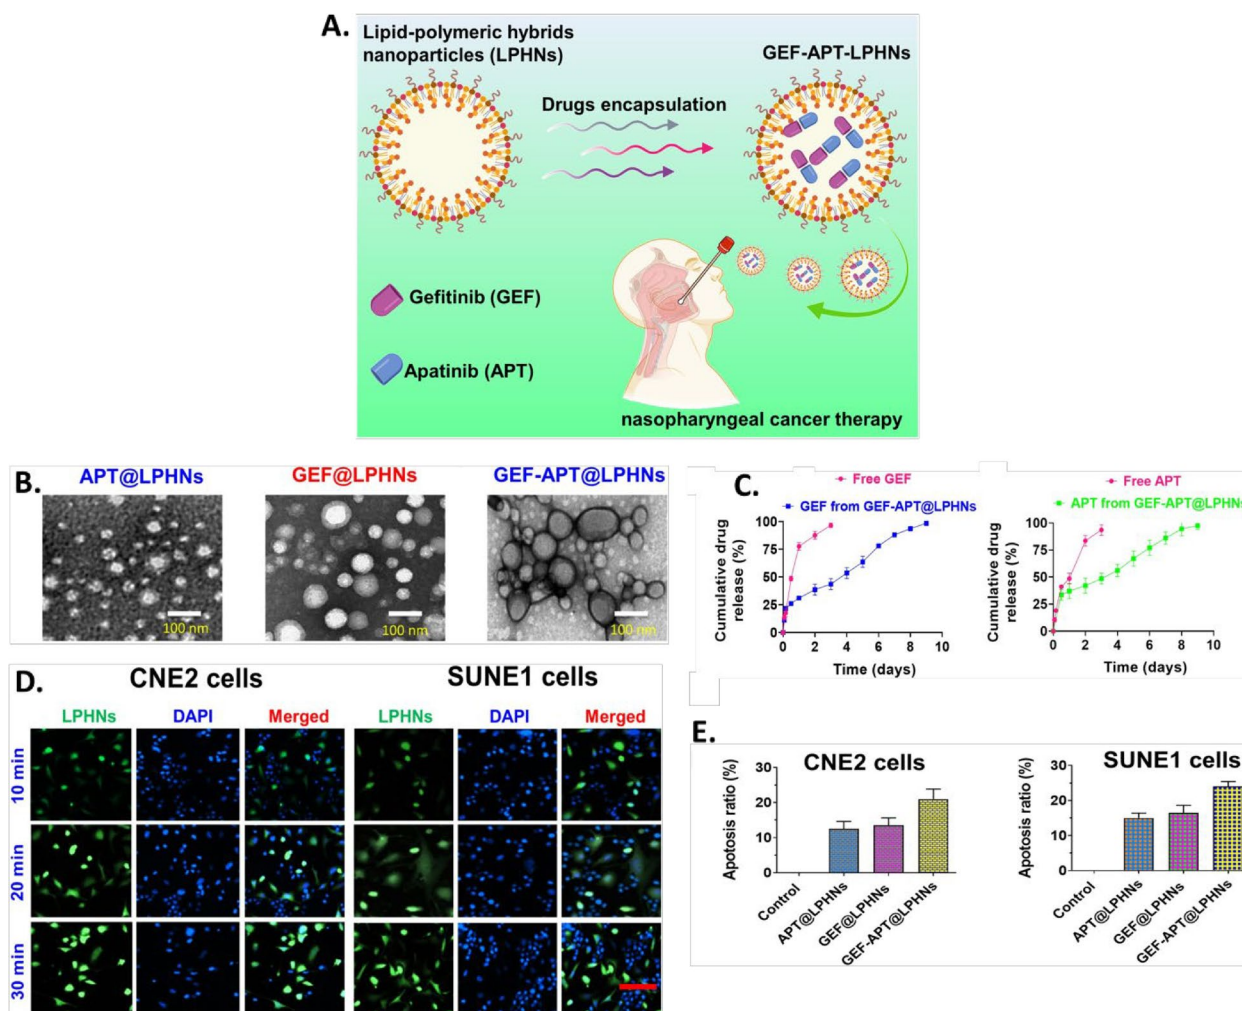 A.
Lipid-polymeric hybrids
nanoparticles (LPHNs)
GEF-APT-LPHNs
Drugs encapsulation
Gefitinib (GEF)
Apatinib (APT)
nasopharyngeal cancer therapy
B.
APT@LPHNs
GEF@LPHNs
GEF-APT@LPHNs
100 nm
100 nm
100 nm
C.
Free GEF
GEF from GEF-APT@LPHNs
Cumulative drug
release (%)
100
75
50
25
0
0 2 4 6 8 10
Time (days)
Free APT
APT from GEF-APT@LPHNs
Cumulative drug
release (%)
100
75
50
25
0
0 2 4 6 8 10
Time (days)
D.
CNE2 cells
SUNE1 cells
LPHNs DAPI Merged LPHNs DAPI Merged
10 min
20 min
30 min
E.
CNE2 cells
Apotosis ratio (%)
30
20
10
0
Control
APT@LPHNs
GEF@LPHNs
GEF-APT@LPHNs
SUNE1 cells
Apotosis ratio (%)
30
20
10
0
Control
APT@LPHNs
GEF@LPHNs
GEF-APT@LPHNs